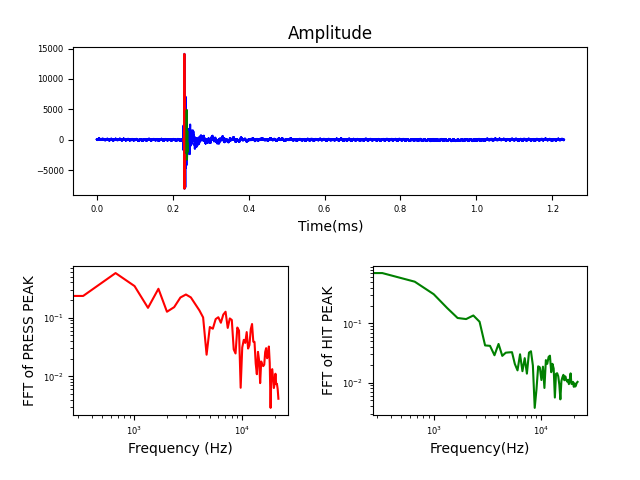 Amplitude
15000
10000
5000
0
−5000
0.0 0.2 0.4 0.6 0.8 1.0 1.2
Time(ms)
FFT of PRESS PEAK
10⁻¹
10⁻²
10³ 10⁴
Frequency (Hz)
FFT of HIT PEAK
10⁻¹
10⁻²
10³ 10⁴
Frequency(Hz)